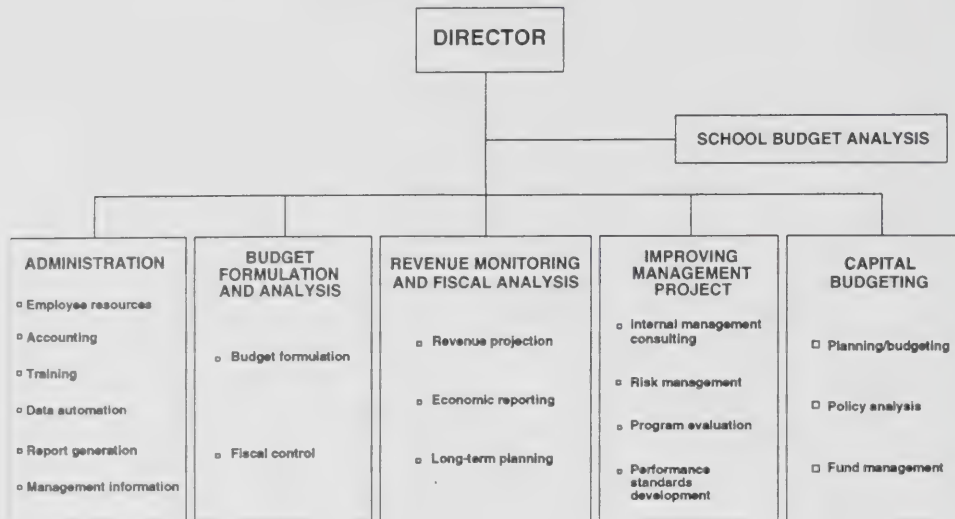 DIRECTOR
SCHOOL BUDGET ANALYSIS
ADMINISTRATION
Employee resources
Accounting
Training
Data automation
Report generation
Management information
BUDGET
FORMULATION
AND ANALYSIS
Budget formulation
Fiscal control
REVENUE MONITORING
AND FISCAL ANALYSIS
Revenue projection
Economic reporting
Long-term planning
IMPROVING
MANAGEMENT
PROJECT
Internal management
consulting
Risk management
Program evaluation
Performance
standards
development
CAPITAL
BUDGETING
Planning/budgeting
Policy analysis
Fund management